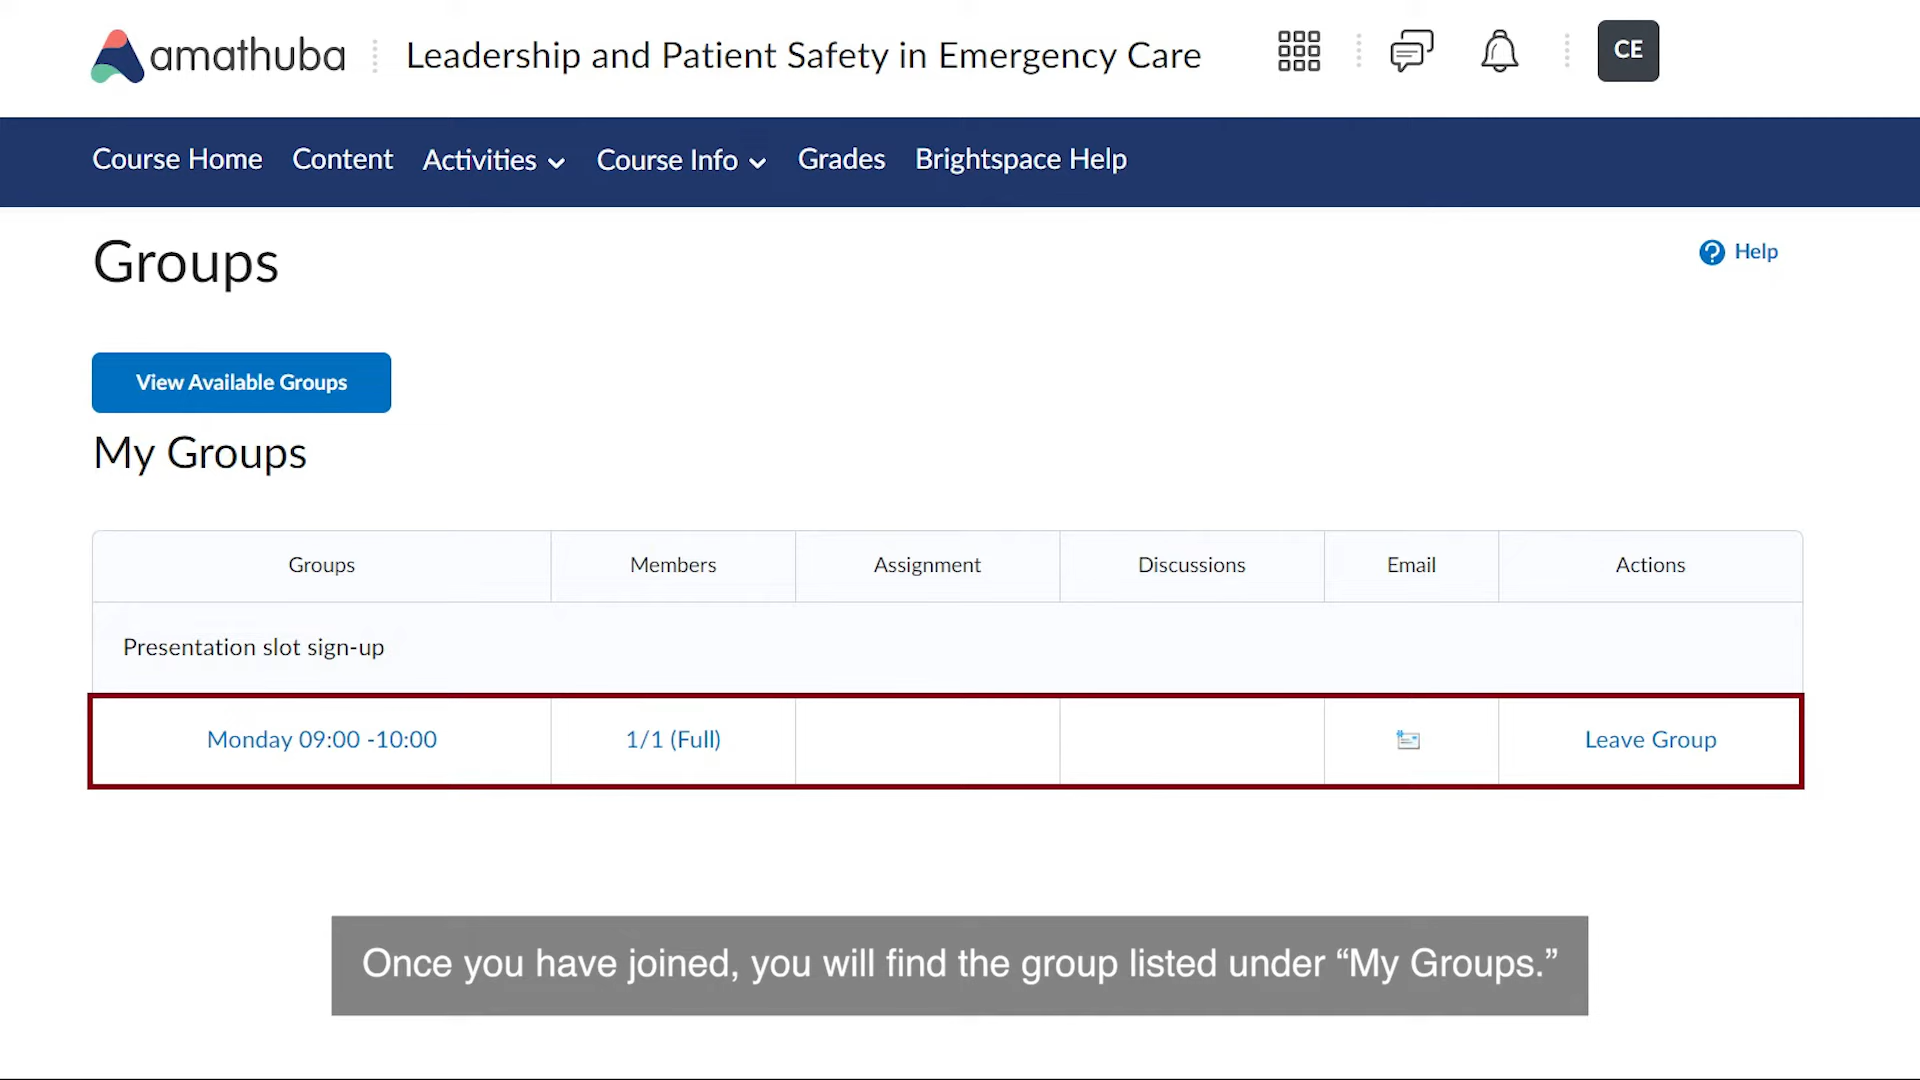 amathuba
Leadership and Patient Safety in Emergency Care
CE
Course Home Content Activities Course Info Grades Brightspace Help
Groups
Help
View Available Groups
My Groups
Groups Members Assignment Discussions Email Actions
Presentation slot sign-up
Monday 09:00 -10:00 1/1 (Full) Leave Group
Once you have joined, you will find the group listed under “My Groups.”